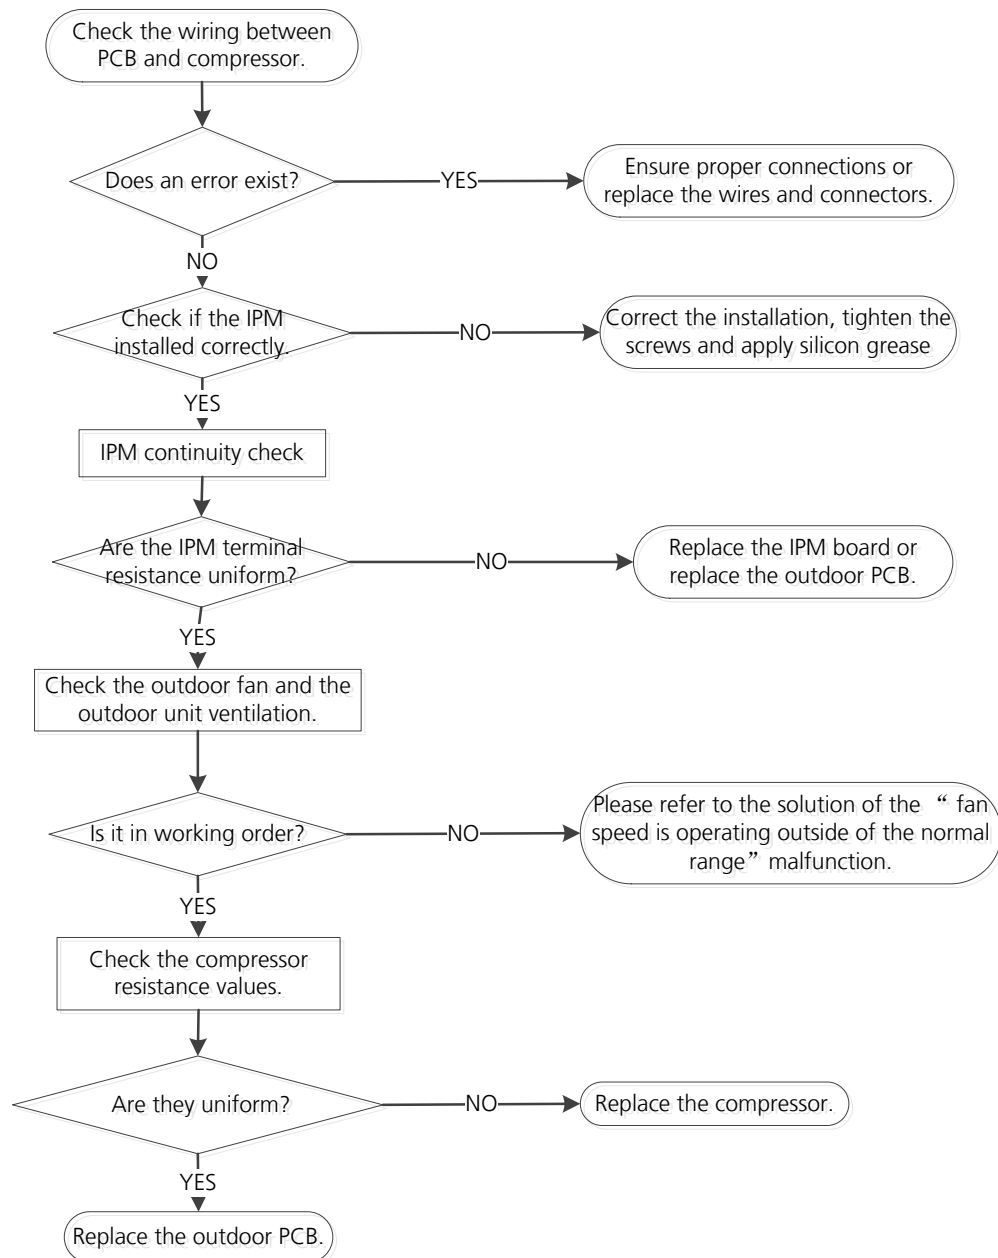 Check the wiring between
PCB and compressor.
Does an error exist?
YES
Ensure proper connections or
replace the wires and connectors.
NO
Check if the IPM
installed correctly.
NO
Correct the installation, tighten the
screws and apply silicon grease
YES
IPM continuity check
Are the IPM terminal
resistance uniform?
NO
Replace the IPM board or
replace the outdoor PCB.
YES
Check the outdoor fan and the
outdoor unit ventilation.
Is it in working order?
NO
Please refer to the solution of the “ fan
speed is operating outside of the normal
range” malfunction.
YES
Check the compressor
resistance values.
Are they uniform?
NO
Replace the compressor.
YES
Replace the outdoor PCB.